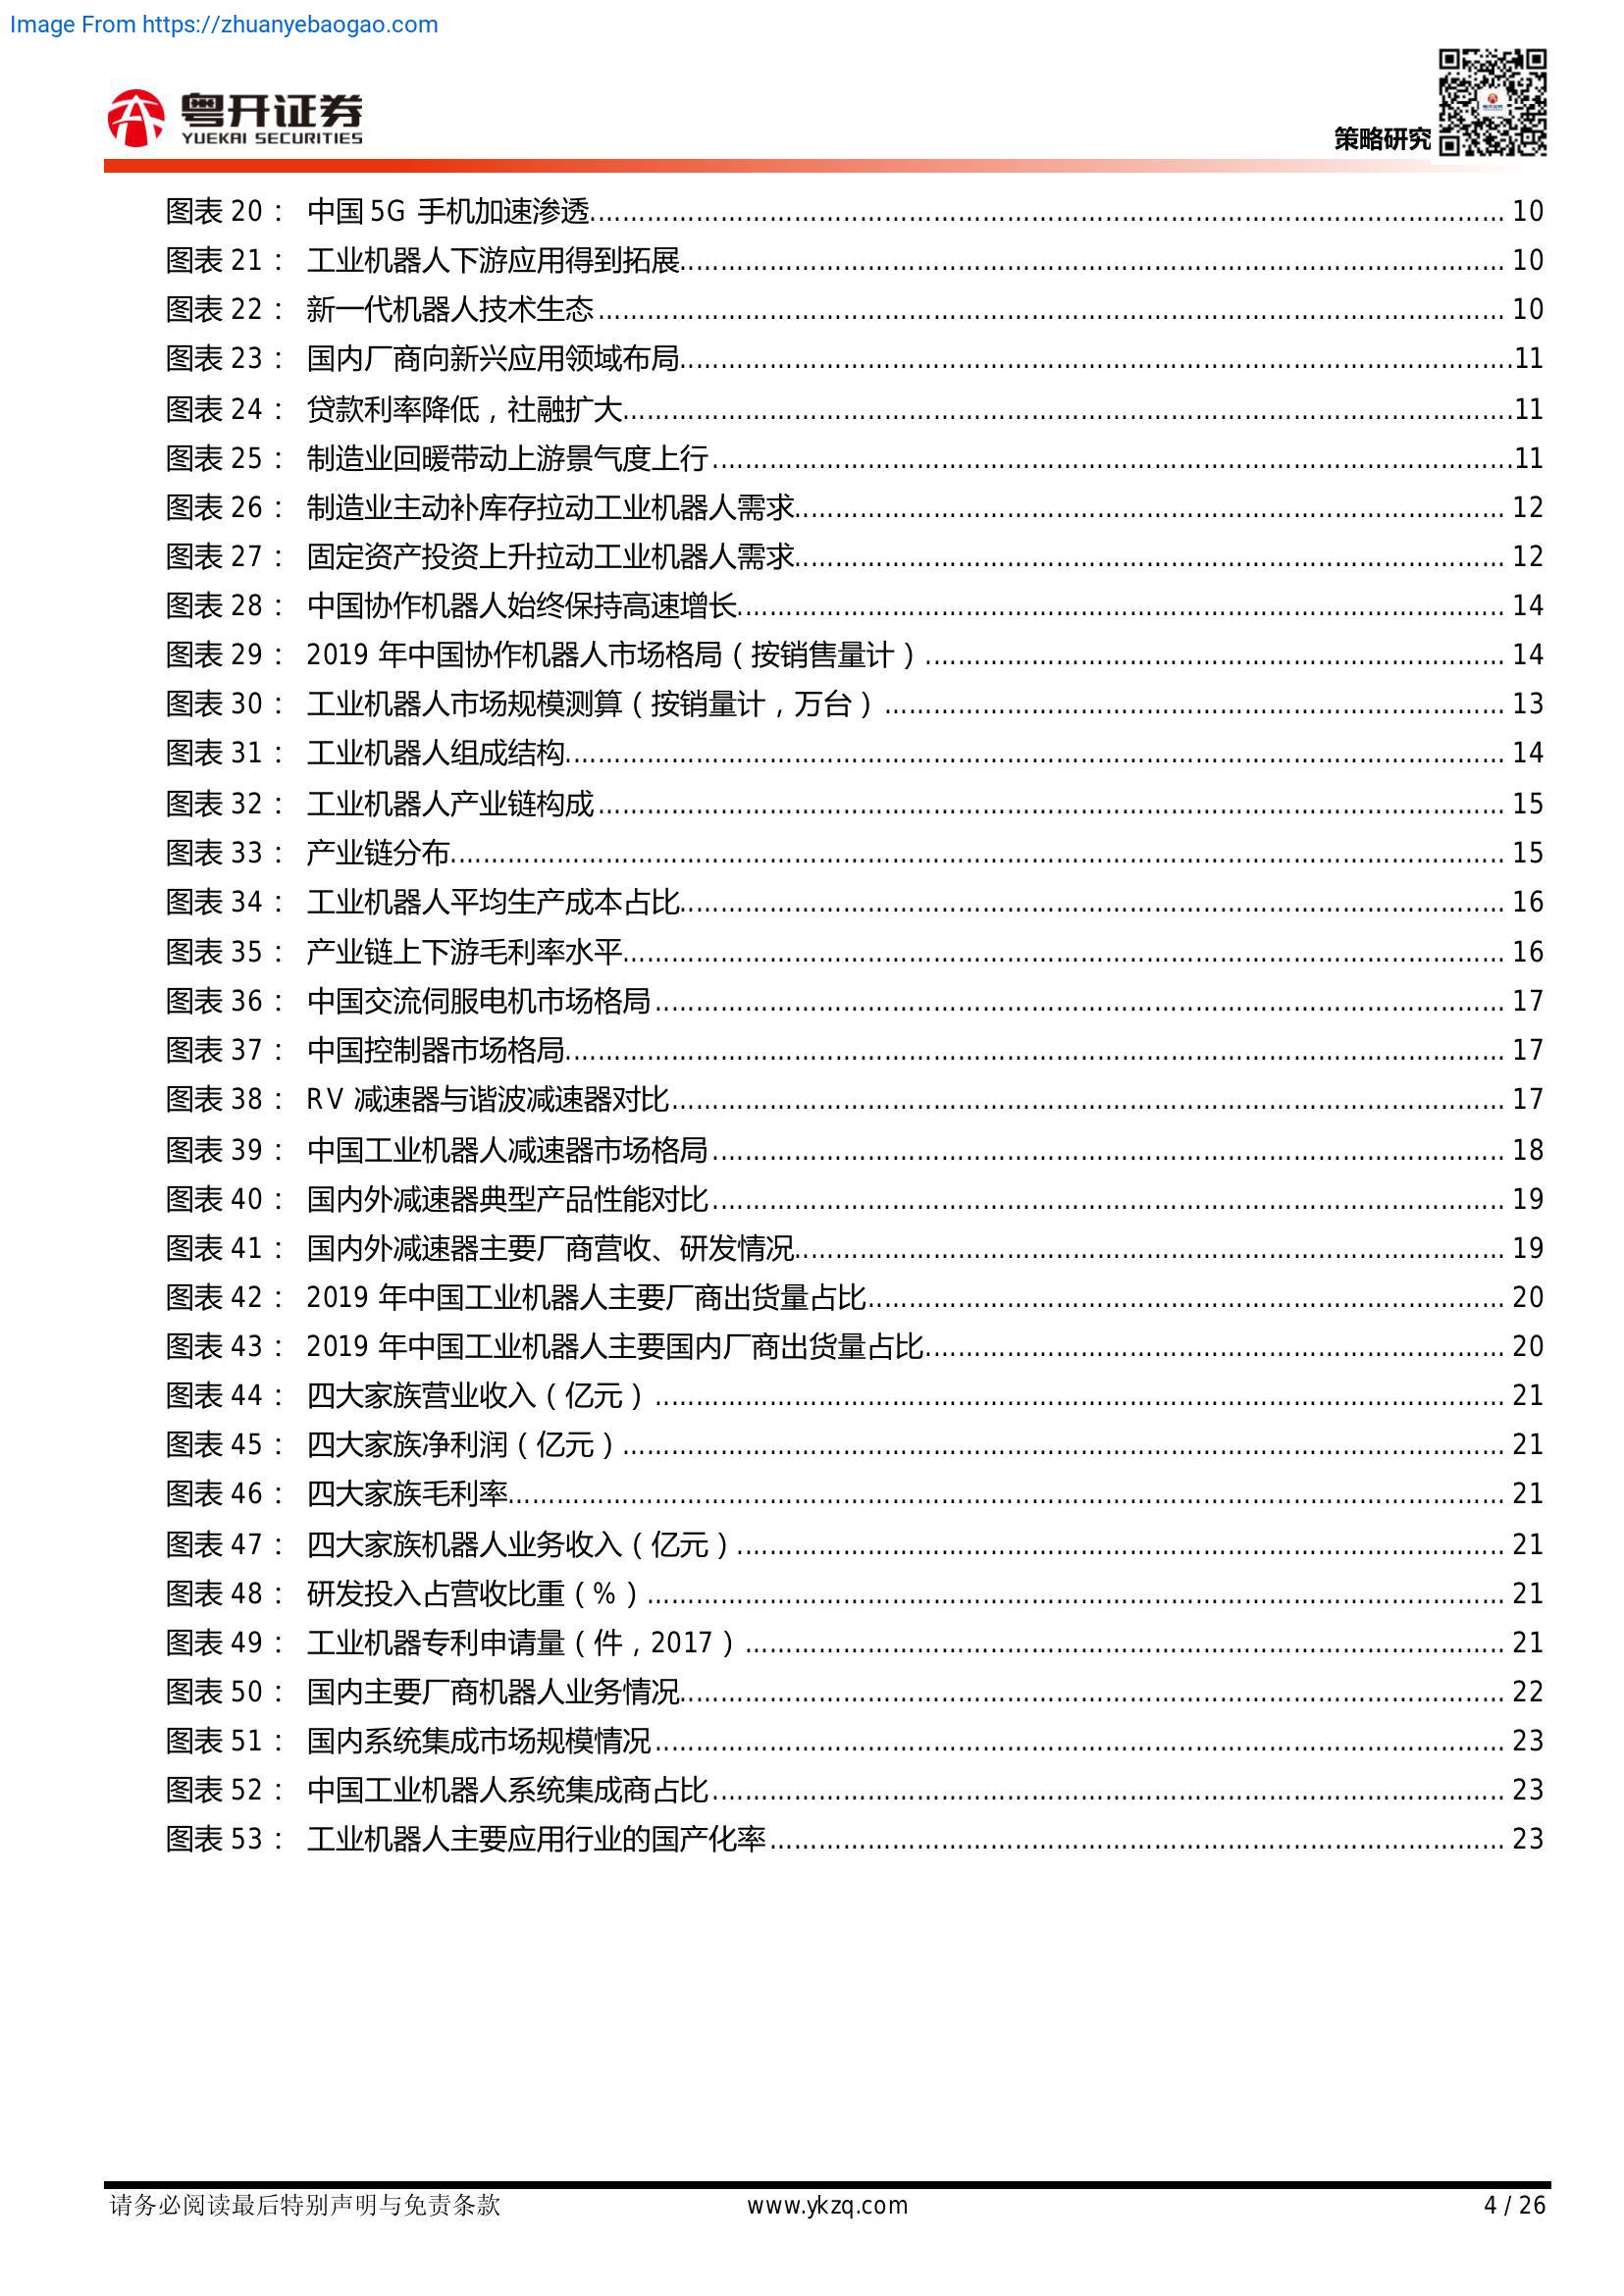 Image From https://zhuanyebaogao.com
粤开证券
YUEKAI SECURITIES
策略研究
图表 20： 中国 5G 手机加速渗透 10
图表 21： 工业机器人下游应用得到拓展 10
图表 22： 新一代机器人技术生态 10
图表 23： 国内厂商向新兴应用领域布局 11
图表 24： 贷款利率降低，社融扩大 11
图表 25： 制造业回暖带动上游景气度上行 11
图表 26： 制造业主动补库存拉动工业机器人需求 12
图表 27： 固定资产投资上升拉动工业机器人需求 12
图表 28： 中国协作机器人始终保持高速增长 14
图表 29： 2019 年中国协作机器人市场格局（按销售量计） 14
图表 30： 工业机器人市场规模测算（按销量计，万台） 13
图表 31： 工业机器人组成结构 14
图表 32： 工业机器人产业链构成 15
图表 33： 产业链分布 15
图表 34： 工业机器人平均生产成本占比 16
图表 35： 产业链上下游毛利率水平 16
图表 36： 中国交流伺服电机市场格局 17
图表 37： 中国控制器市场格局 17
图表 38： RV 减速器与谐波减速器对比 17
图表 39： 中国工业机器人减速器市场格局 18
图表 40： 国内外减速器典型产品性能对比 19
图表 41： 国内外减速器主要厂商营收、研发情况 19
图表 42： 2019 年中国工业机器人主要厂商出货量占比 20
图表 43： 2019 年中国工业机器人主要国内厂商出货量占比 20
图表 44： 四大家族营业收入（亿元） 21
图表 45： 四大家族净利润（亿元） 21
图表 46： 四大家族毛利率 21
图表 47： 四大家族机器人业务收入（亿元） 21
图表 48： 研发投入占营收比重（%） 21
图表 49： 工业机器专利申请量（件，2017） 21
图表 50： 国内主要厂商机器人业务情况 22
图表 51： 国内系统集成市场规模情况 23
图表 52： 中国工业机器人系统集成商占比 23
图表 53： 工业机器人主要应用行业的国产化率 23
请务必阅读最后特别声明与免责条款 www.ykzq.com 4 / 26